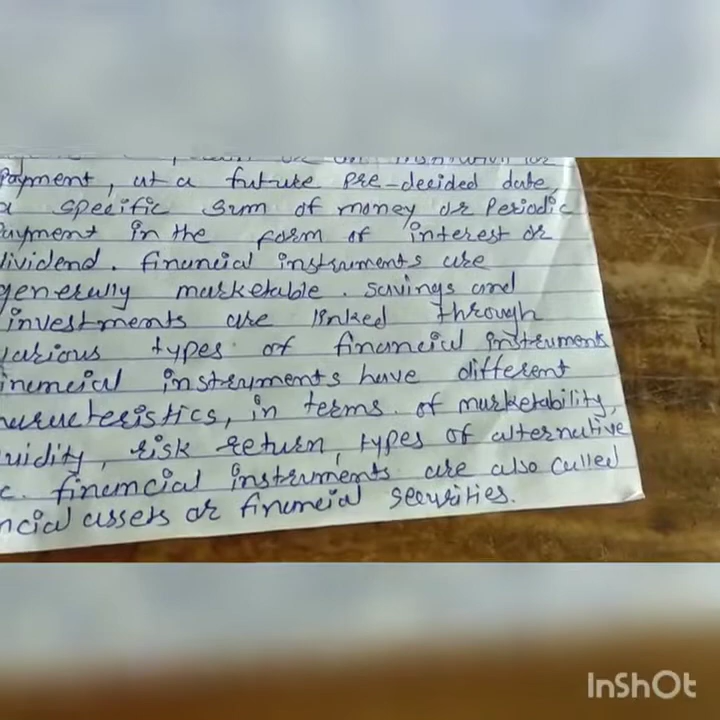 Payment, at a future pre-decided date,
a specific sum of money or Periodic
Payment in the form of interest or
dividend. financial instruments are
generally marketable. savings and
investments are linked through
various types of financial instruments
financial instruments have different
characteristics, in terms. of marketability,
liquidity, risk return, types of alternative
financial instruments are also called
financial assets or financial securities.
InShOt